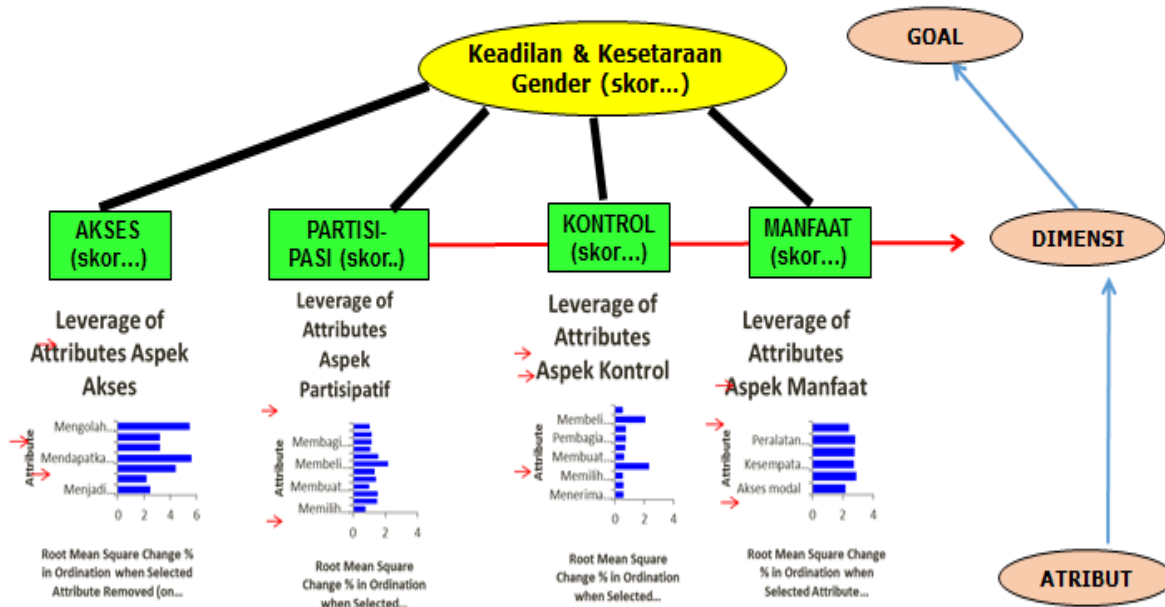 Keadilan & Kesetaraan
Gender (skor...)
GOAL
AKSES
(skor...)
PARTISI-
PASI (skor..)
KONTROL
(skor...)
MANFAAT
(skor...)
DIMENSI
Leverage of
Attributes Aspek
Akses
Attribute
Mengolah...
Mendapatka...
Menjadi...
0 2 4 6
Root Mean Square Change %
in Ordination when Selected
Attribute Removed (on...
Leverage of
Attributes
Aspek
Partisipatif
Attribute
Membagi...
Membeli...
Membuat...
Memilih...
0 2 4
Root Mean Square
Change % in Ordination
when Selected...
Leverage of
Attributes
Aspek Kontrol
Attribute
Membeli...
Pembagia...
Membuat...
Memilih...
Menerima...
0 2 4
Root Mean Square
Change % in Ordination
when Selected...
Leverage of
Attributes
Aspek Manfaat
Attribute
Peralatan...
Kesempata...
Akses modal
0 2 4
Root Mean Square Change
% in Ordination when
Selected Attribute...
ATRIBUT